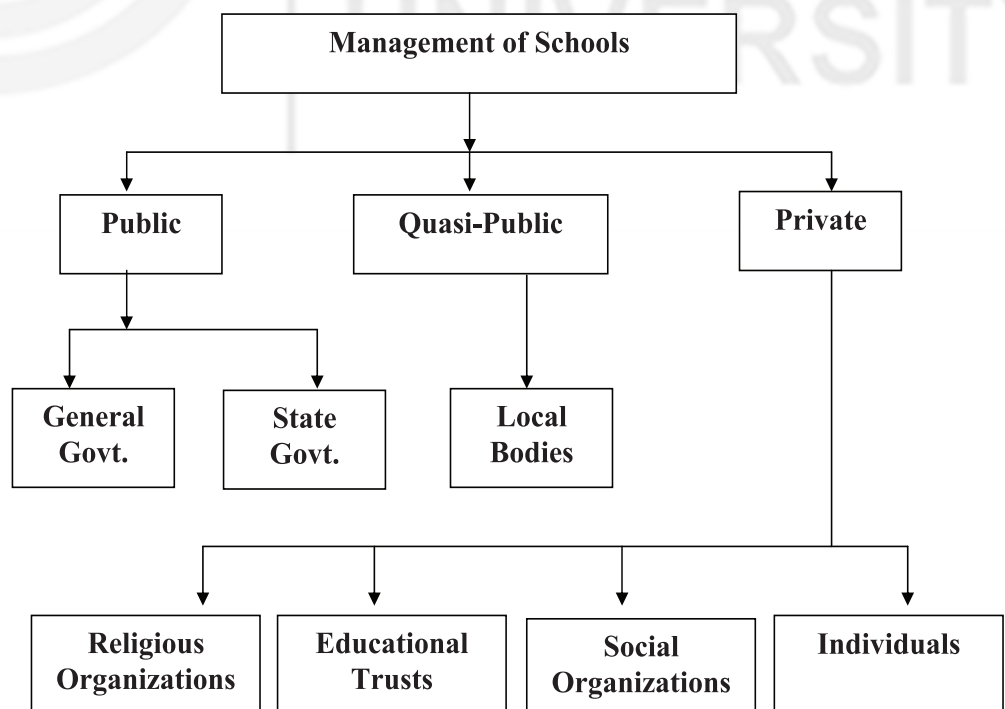 Management of Schools
Public
Quasi-Public
Private
General
Govt.
State
Govt.
Local
Bodies
Religious
Organizations
Educational
Trusts
Social
Organizations
Individuals